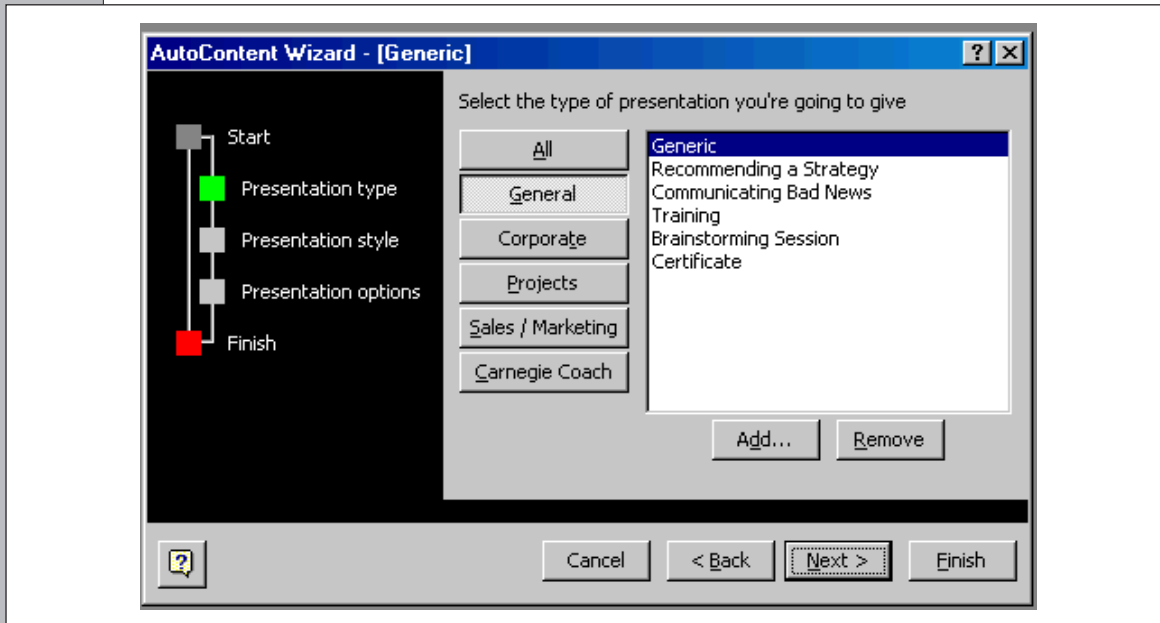 AutoContent Wizard - [Generic]
Select the type of presentation you're going to give
Start
Presentation type
Presentation style
Presentation options
Finish
All
General
Corporate
Projects
Sales / Marketing
Carnegie Coach
Generic
Recommending a Strategy
Communicating Bad News
Training
Brainstorming Session
Certificate
Add...
Remove
Cancel
< Back
Next >
Finish